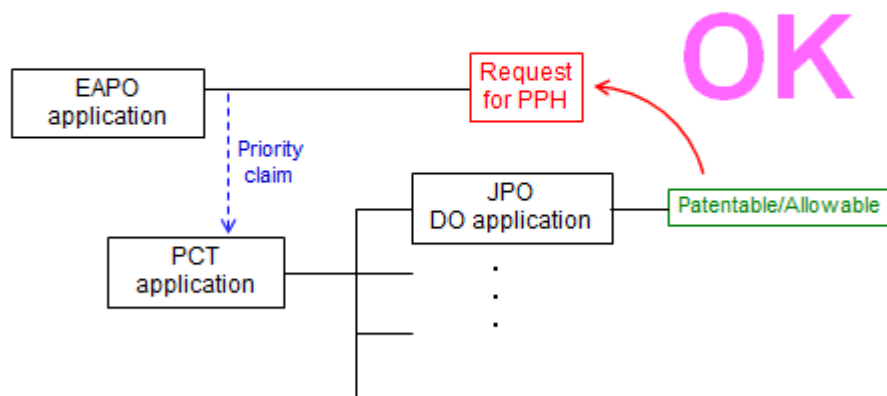 OK
EAPO
application
Request
for PPH
Priority
claim
JPO
DO application
Patentable/Allowable
PCT
application